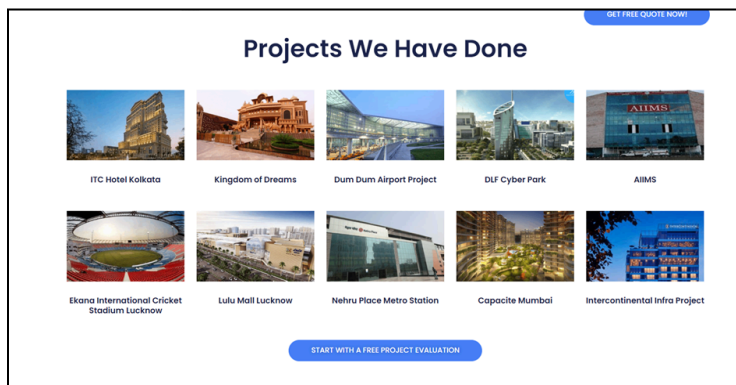 GET FREE QUOTE NOW!
Projects We Have Done
AIIMS
ITC Hotel Kolkata
Kingdom of Dreams
Dum Dum Airport Project
DLF Cyber Park
AIIMS
Ekana International Cricket
Stadium Lucknow
Lulu Mall Lucknow
Nehru Place Metro Station
Capacite Mumbai
Intercontinental Infra Project
START WITH A FREE PROJECT EVALUATION